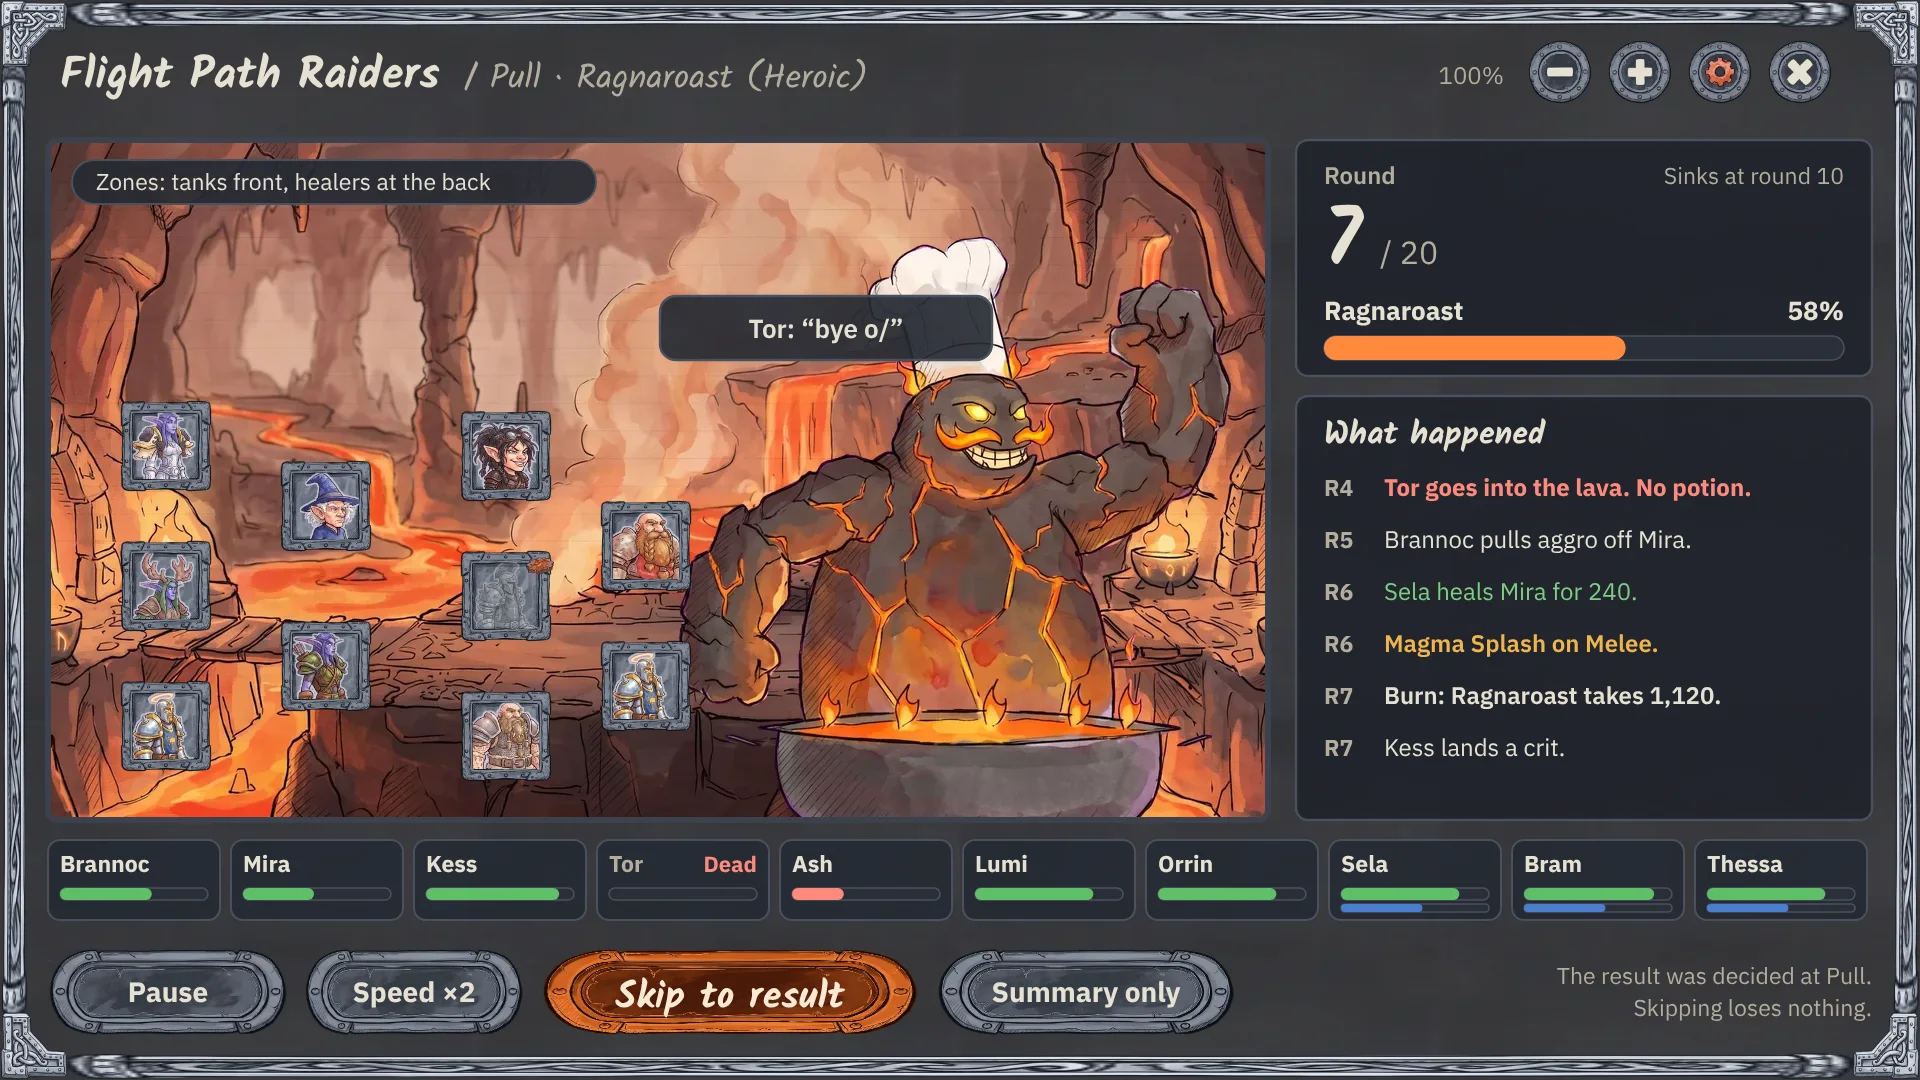 Flight Path Raiders / Pull · Ragnaroast (Heroic)
100%
Zones: tanks front, healers at the back
Tor: “bye o/”
Round
Sinks at round 10
7 / 20
Ragnaroast
58%
What happened
R4 Tor goes into the lava. No potion.
R5 Brannoc pulls aggro off Mira.
R6 Sela heals Mira for 240.
R6 Magma Splash on Melee.
R7 Burn: Ragnaroast takes 1,120.
R7 Kess lands a crit.
Brannoc
Mira
Kess
Tor Dead
Ash
Lumi
Orrin
Sela
Bram
Thessa
Pause
Speed ×2
Skip to result
Summary only
The result was decided at Pull.
Skipping loses nothing.